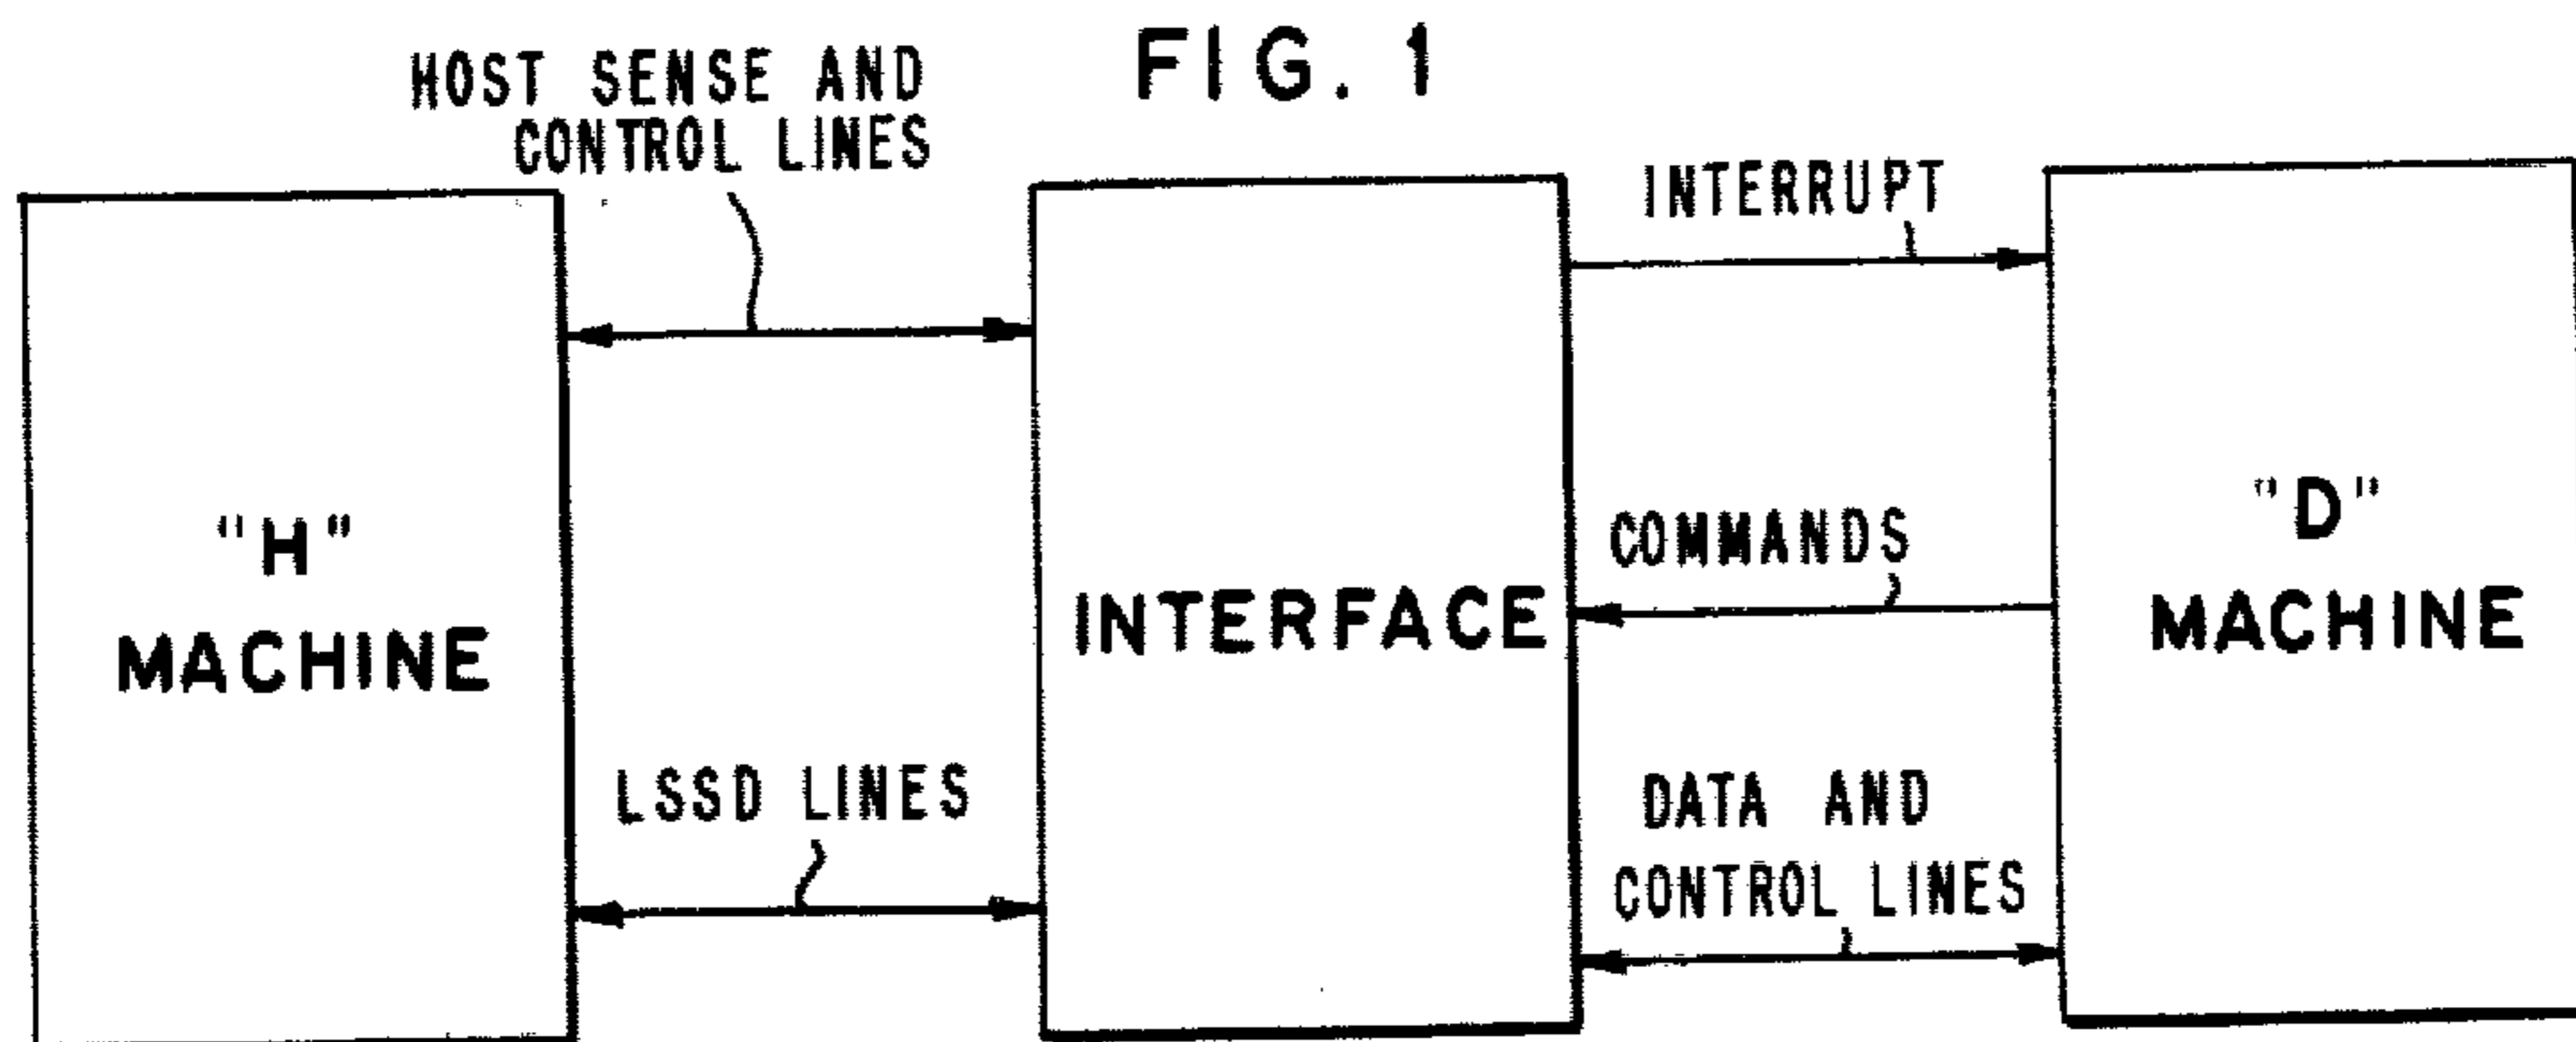 FIG. 1
HOST SENSE AND
CONTROL LINES
INTERRUPT
"H"
MACHINE
INTERFACE
COMMANDS
"D"
MACHINE
LSSD LINES
DATA AND
CONTROL LINES